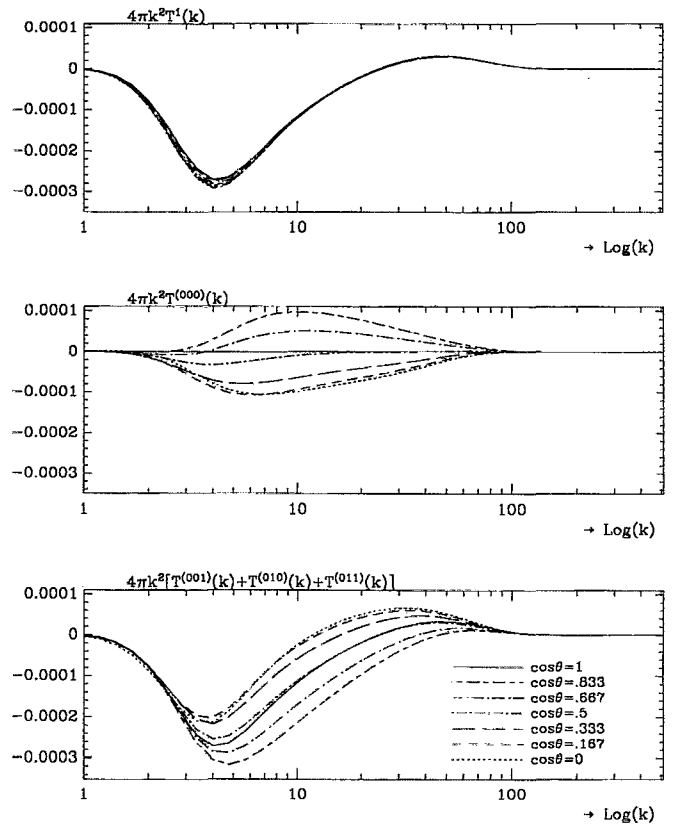 4πk²T¹(k)
0.0001
0
−0.0001
−0.0002
−0.0003
1 10 100
→ Log(k)
4πk²T⁽⁰⁰⁰⁾(k)
0.0001
0
−0.0001
−0.0002
−0.0003
1 10 100
→ Log(k)
4πk²[T⁽⁰⁰¹⁾(k)+T⁽⁰¹⁰⁾(k)+T⁽⁰¹¹⁾(k)]
0.0001
0
−0.0001
−0.0002
−0.0003
cosθ=1
cosθ=.833
cosθ=.667
cosθ=.5
cosθ=.333
cosθ=.167
cosθ=0
1 10 100
→ Log(k)